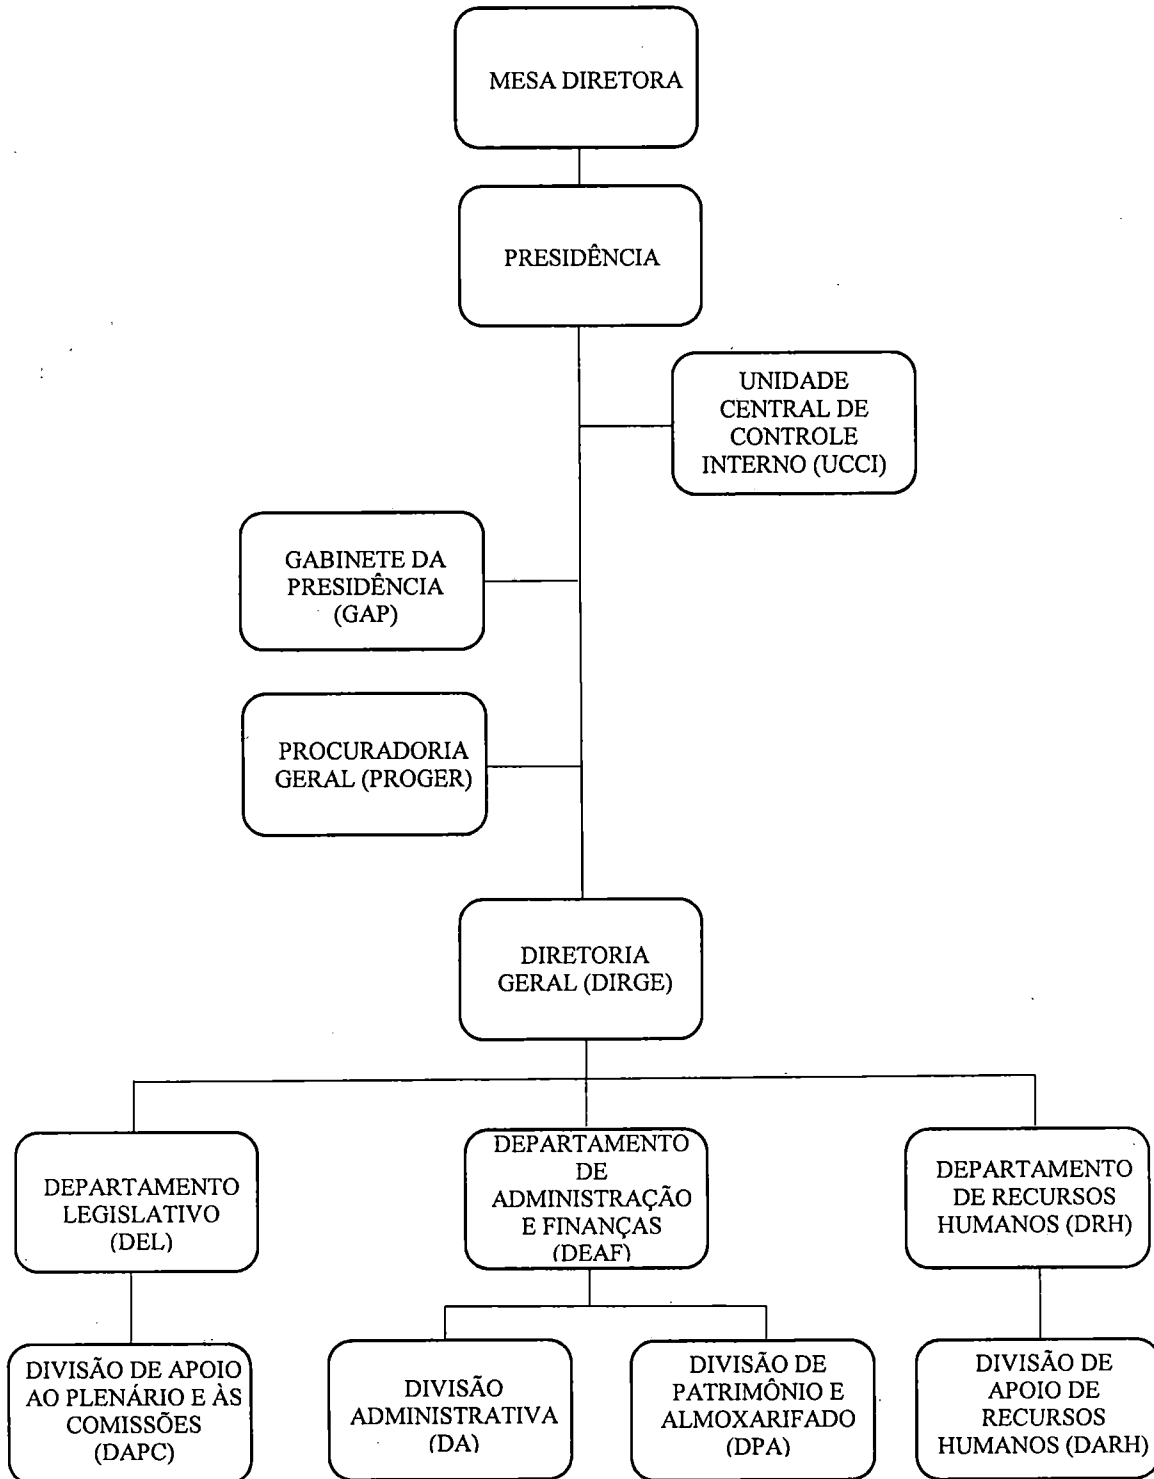 MESA DIRETORA
PRESIDÊNCIA
UNIDADE
CENTRAL DE
CONTROLE
INTERNO (UCCI)
GABINETE DA
PRESIDÊNCIA
(GAP)
PROCURADORIA
GERAL (PROGER)
DIRETORIA
GERAL (DIRGE)
DEPARTAMENTO
LEGISLATIVO
(DEL)
DEPARTAMENTO
DE
ADMINISTRAÇÃO
E FINANÇAS
(DEAF)
DEPARTAMENTO
DE RECURSOS
HUMANOS (DRH)
DIVISÃO DE APOIO
AO PLENÁRIO E ÀS
COMISSÕES
(DAPC)
DIVISÃO
ADMINISTRATIVA
(DA)
DIVISÃO DE
PATRIMÔNIO E
ALMOXARIFADO
(DPA)
DIVISÃO DE
APOIO DE
RECURSOS
HUMANOS (DARH)